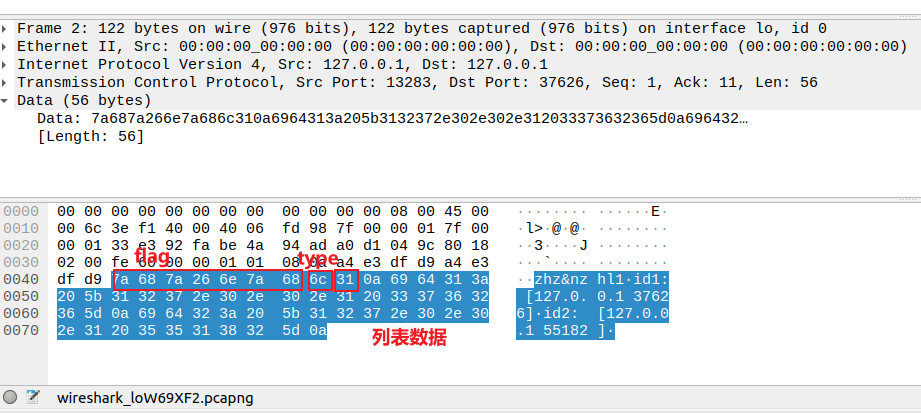 Frame 2: 122 bytes on wire (976 bits), 122 bytes captured (976 bits) on interface lo, id 0
Ethernet II, Src: 00:00:00_00:00:00 (00:00:00:00:00:00), Dst: 00:00:00_00:00:00 (00:00:00:00:00:00)
Internet Protocol Version 4, Src: 127.0.0.1, Dst: 127.0.0.1
Transmission Control Protocol, Src Port: 13283, Dst Port: 37626, Seq: 1, Ack: 11, Len: 56
Data (56 bytes)
Data: 7a687a266e7a686c310a6964313a205b3132372e302e302e312033373632365d0a696432…
[Length: 56]
0000 00 00 00 00 00 00 00 00 00 00 00 00 08 00 45 00 ········ ······E·
0010 00 6c 3e f1 40 00 40 06 fd 98 7f 00 00 01 7f 00 ·l>·@·@· ········
0020 00 01 33 e3 92 fa be 4a 94 ad a0 d1 04 9c 80 18 ··3····J ········
flag type
0030 02 00 fe 60 00 00 01 01 08 0a a4 e3 df d9 a4 e3 ···`···· ········
0040 df d9 7a 68 7a 26 6e 7a 68 6c 31 0a 69 64 31 3a ··zhz&nz hl1·id1:
0050 20 5b 31 32 37 2e 30 2e 30 2e 31 20 33 37 36 32 [127.0. 0.1 3762
0060 36 5d 0a 69 64 32 3a 20 5b 31 32 37 2e 30 2e 30 6]·id2: [127.0.0
0070 2e 31 20 35 35 31 38 32 5d 0a .1 55182 ]·
列表数据
wireshark_loW69XF2.pcapng